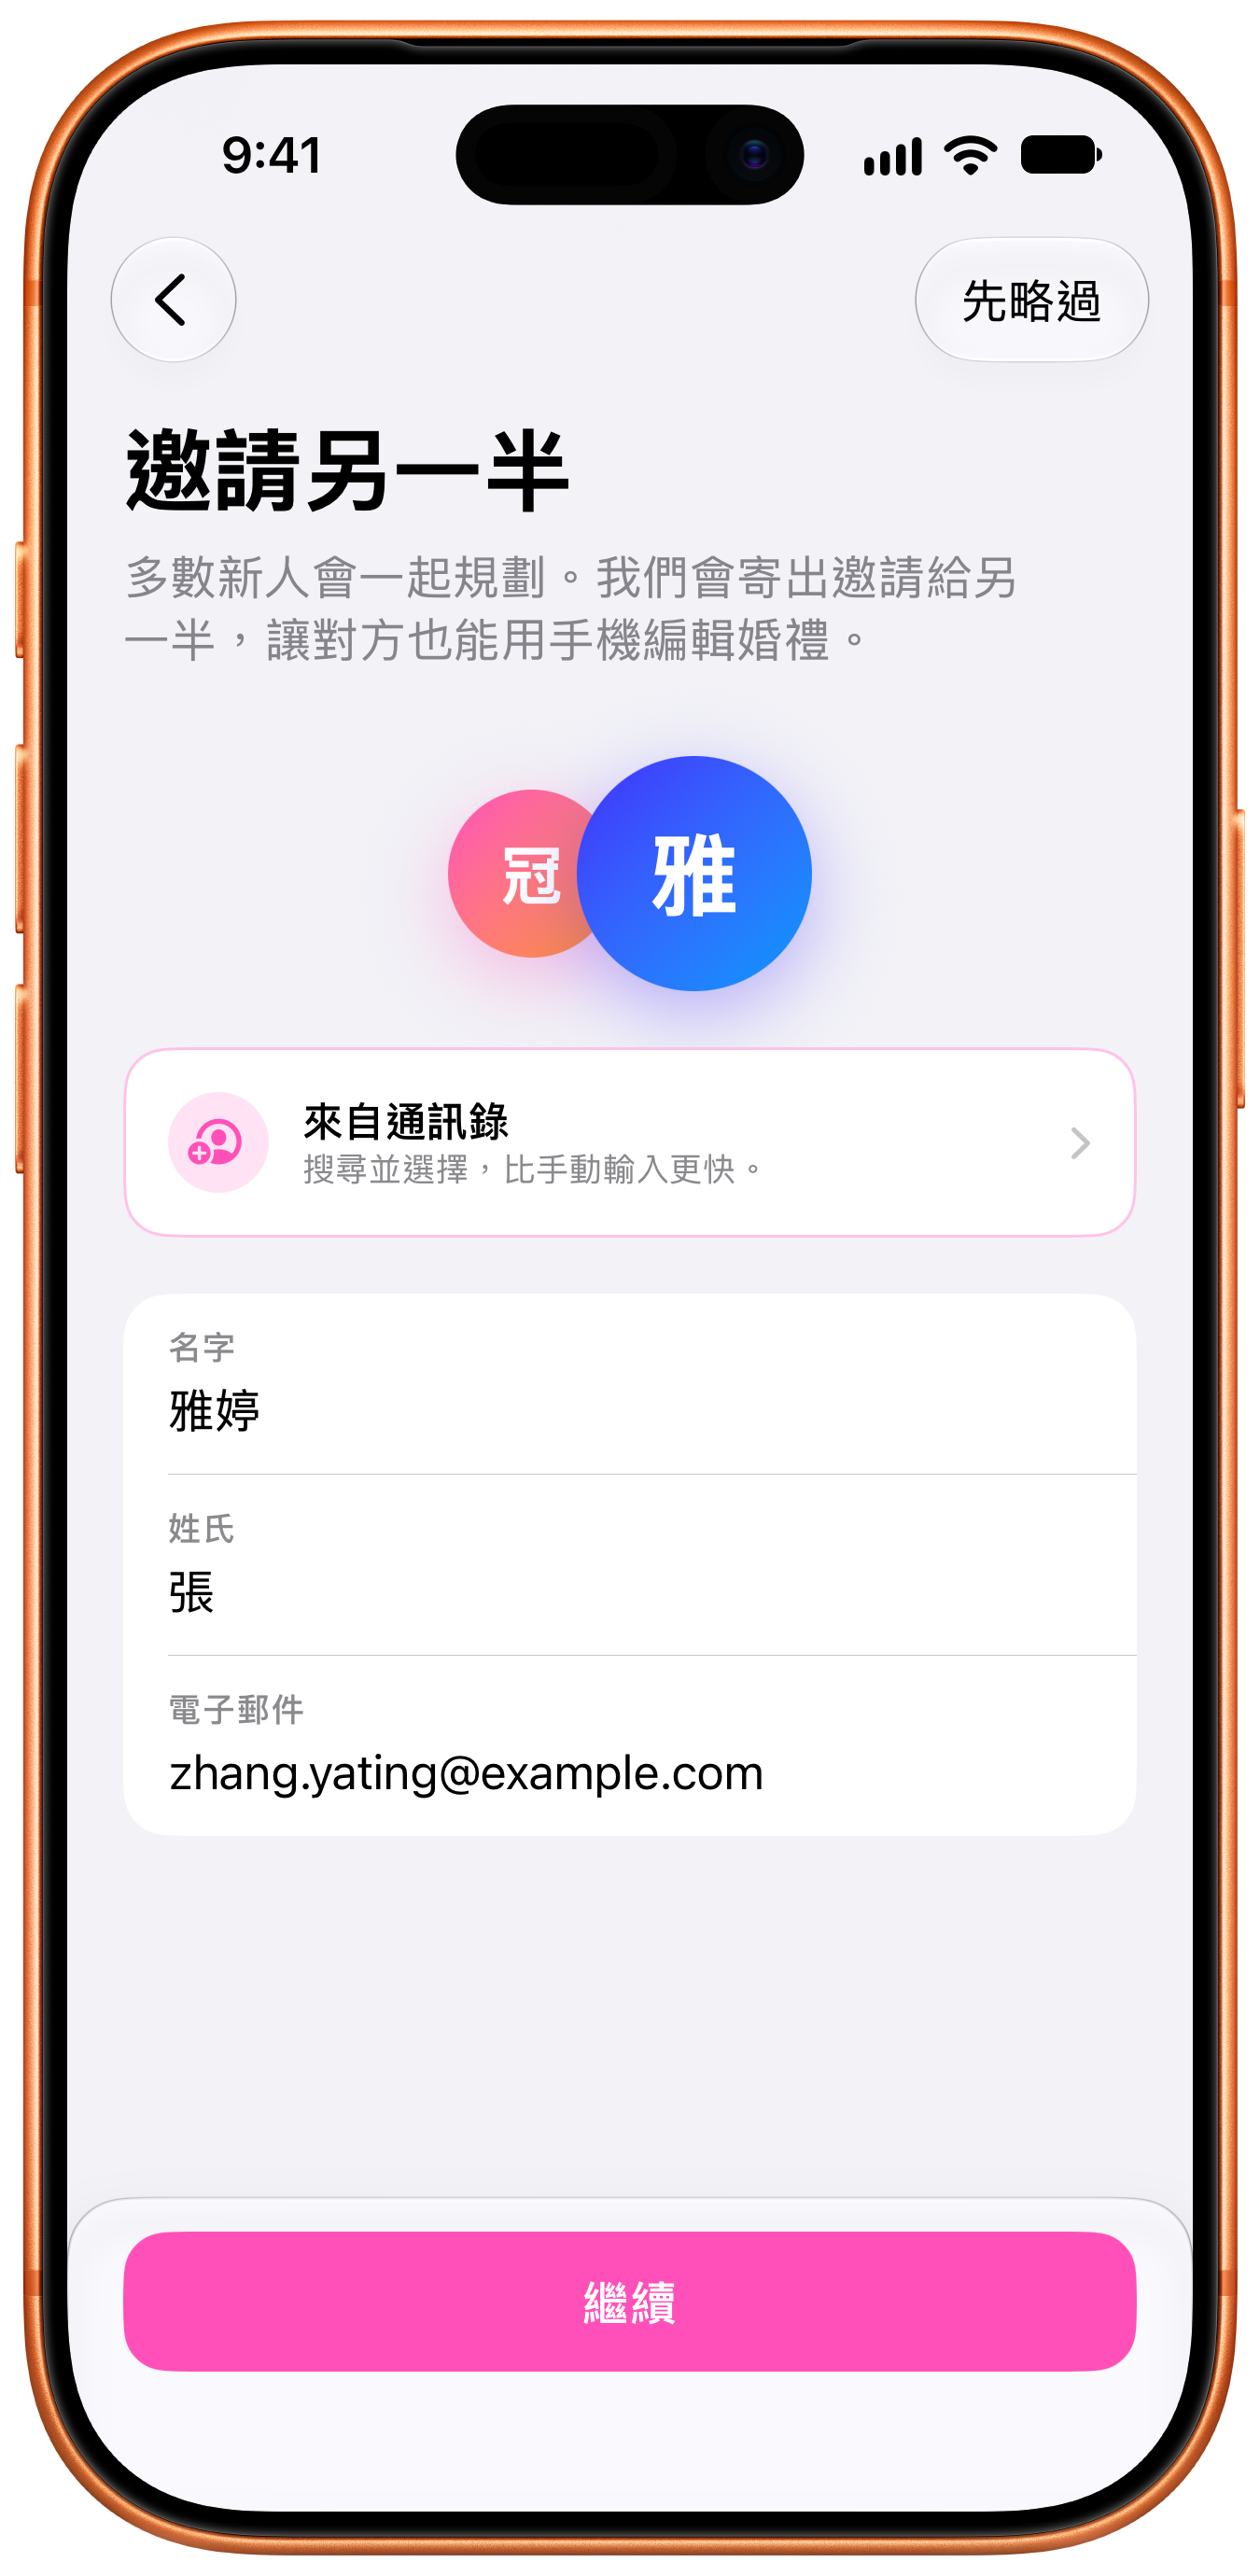 9:41
先略過
邀請另一半
多數新人會一起規劃。我們會寄出邀請給另
一半，讓對方也能用手機編輯婚禮。
冠
雅
來自通訊錄
搜尋並選擇，比手動輸入更快。
名字
雅婷
姓氏
張
電子郵件
zhang.yating@example.com
繼續